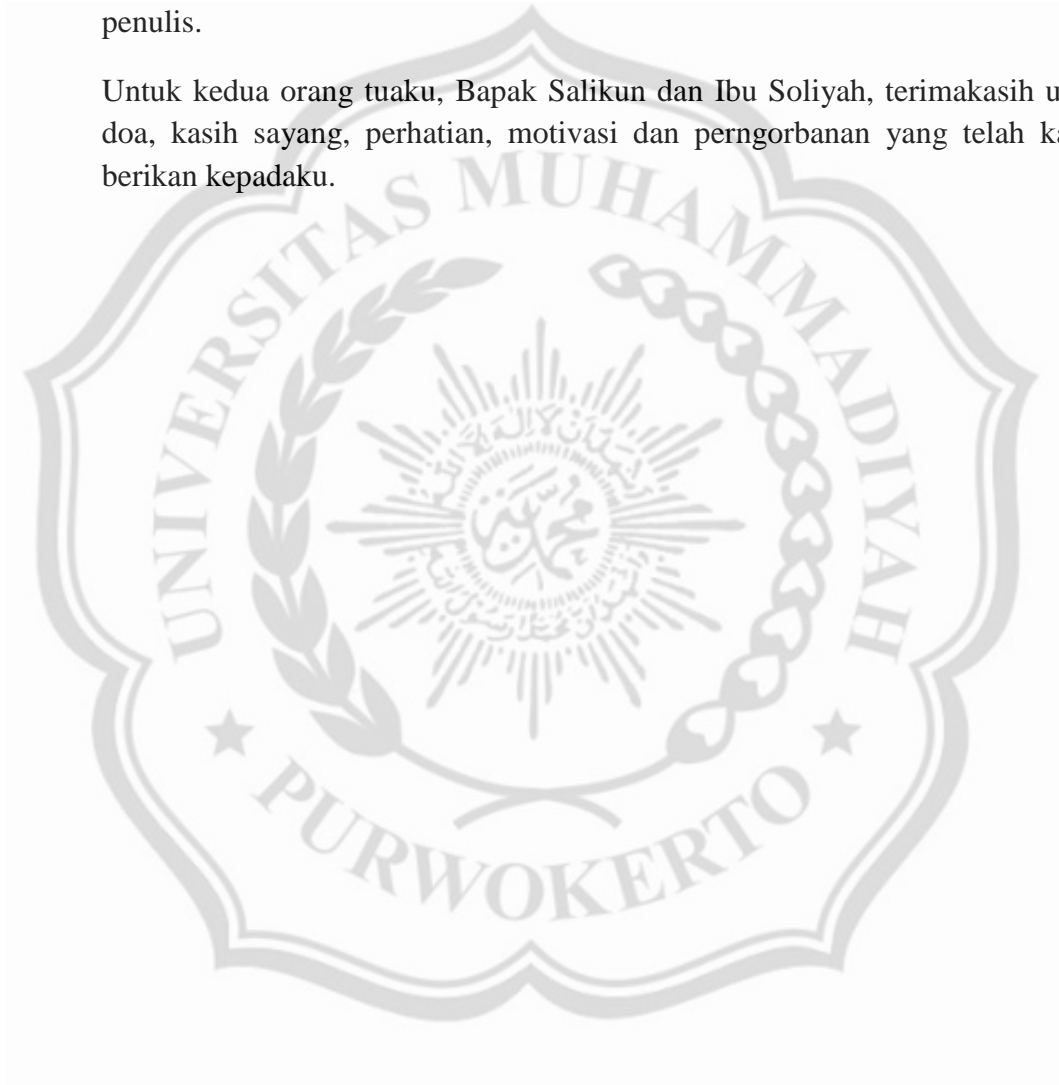 penulis.
Untuk kedua orang tuaku, Bapak Salikun dan Ibu Soliyah, terimakasih u
doa, kasih sayang, perhatian, motivasi dan perngorbanan yang telah ka
berikan kepadaku.
UNIVERSITAS MUHAMMADIYAH
★ PURWOKERTO ★